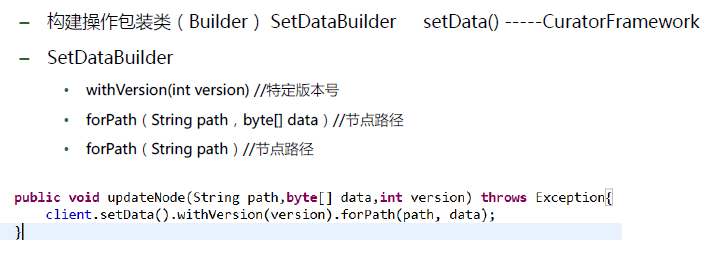 – 构建操作包装类（Builder） SetDataBuilder setData() -----CuratorFramework
– SetDataBuilder
• withVersion(int version) //特定版本号
• forPath（String path，byte[] data）//节点路径
• forPath（String path）//节点路径
public void updateNode(String path,byte[] data,int version) throws Exception{
client.setData().withVersion(version).forPath(path, data);
}